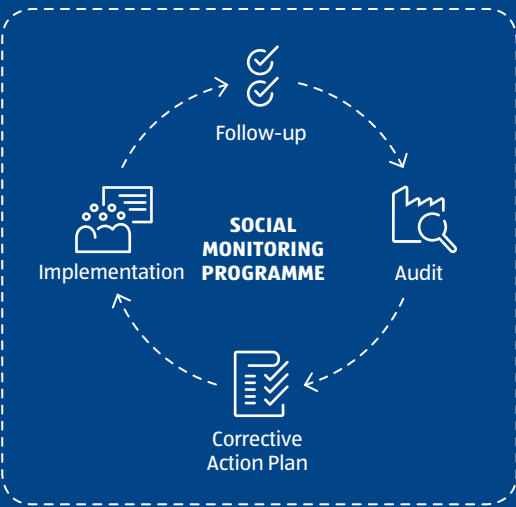 Follow-up
SOCIAL
MONITORING
PROGRAMME
Implementation
Audit
Corrective
Action Plan